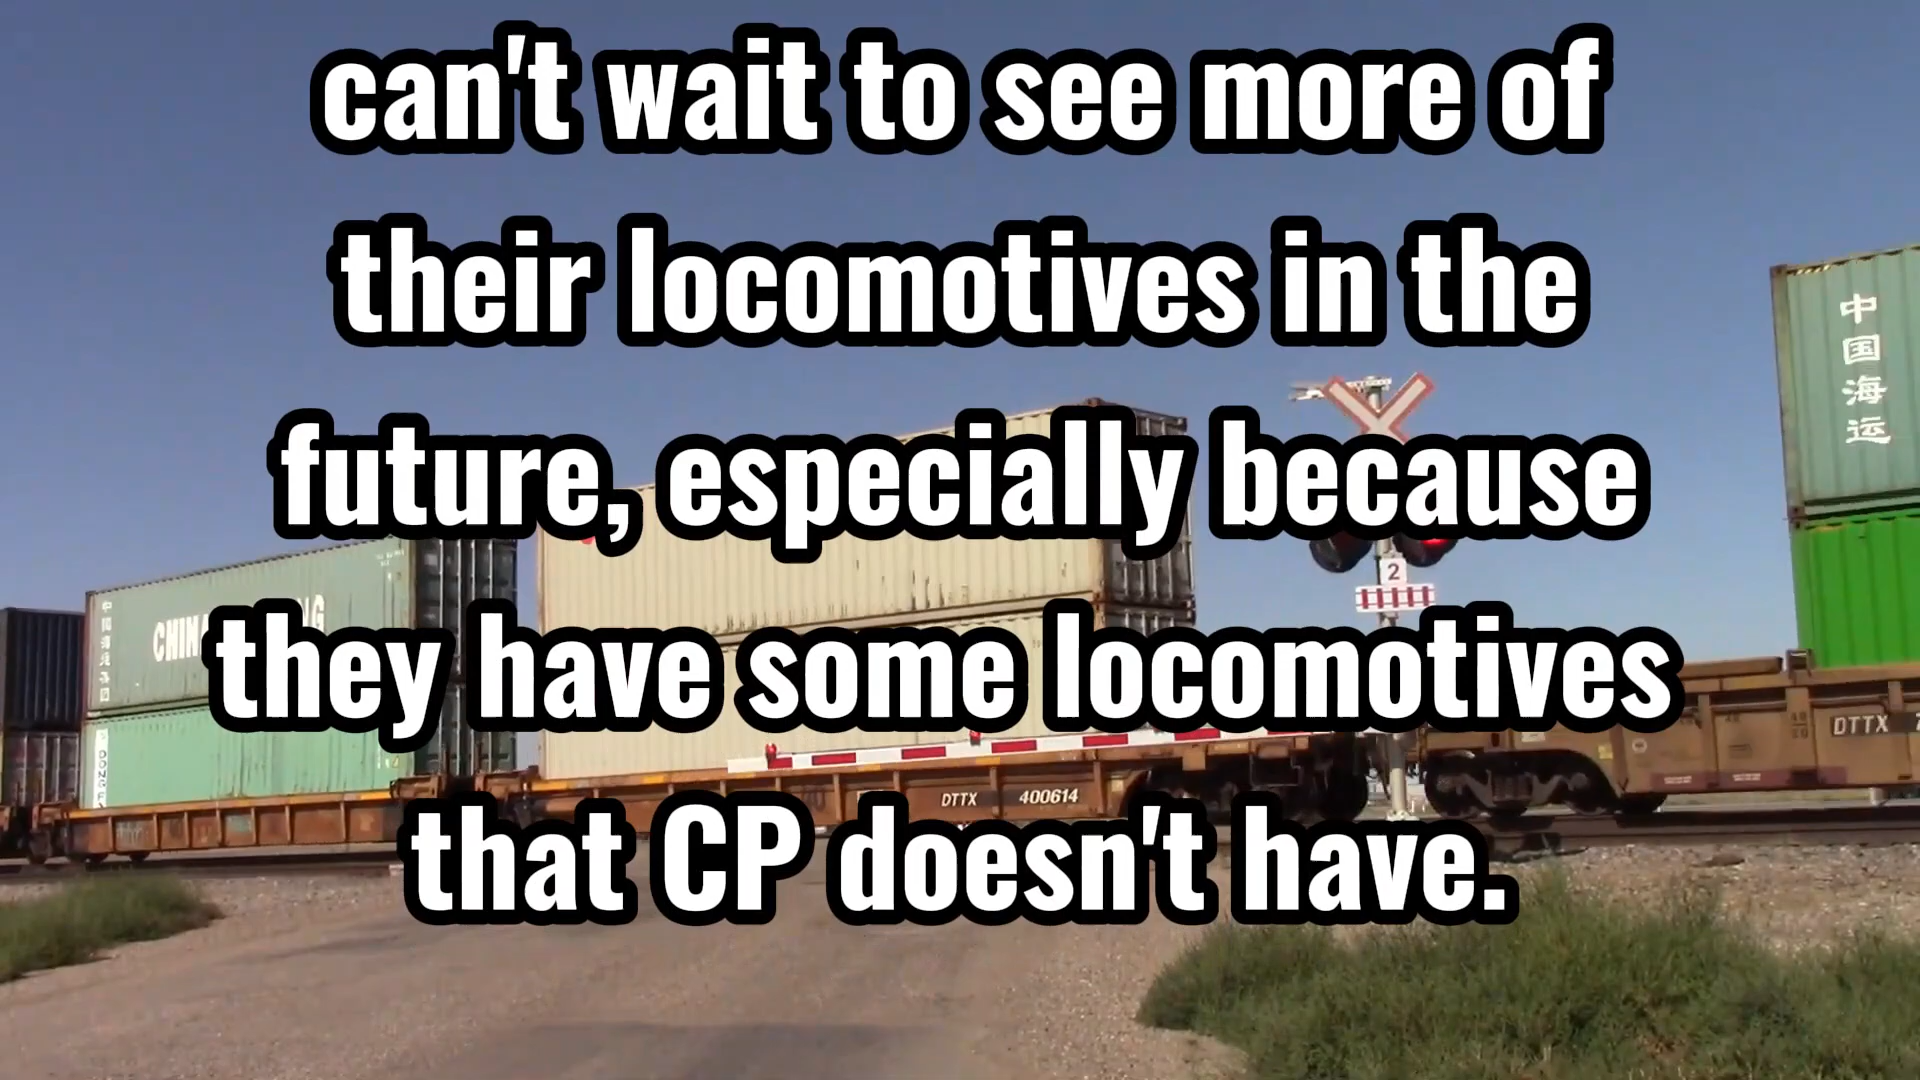 can't wait to see more of
their locomotives in the
future, especially because
they have some locomotives
that CP doesn't have.
中国海运
2
DTTX
DTTX 400614